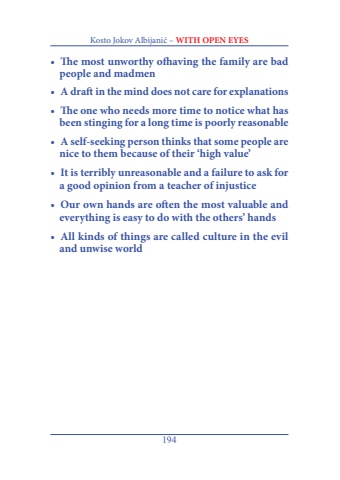 Kosto Jokov Albijanić – WITH OPEN EYES
• The most unworthy ofhaving the family are bad
people and madmen
• A draft in the mind does not care for explanations
• The one who needs more time to notice what has
been stinging for a long time is poorly reasonable
• A self-seeking person thinks that some people are
nice to them because of their ‘high value’
• It is terribly unreasonable and a failure to ask for
a good opinion from a teacher of injustice
• Our own hands are often the most valuable and
everything is easy to do with the others’ hands
• All kinds of things are called culture in the evil
and unwise world
194